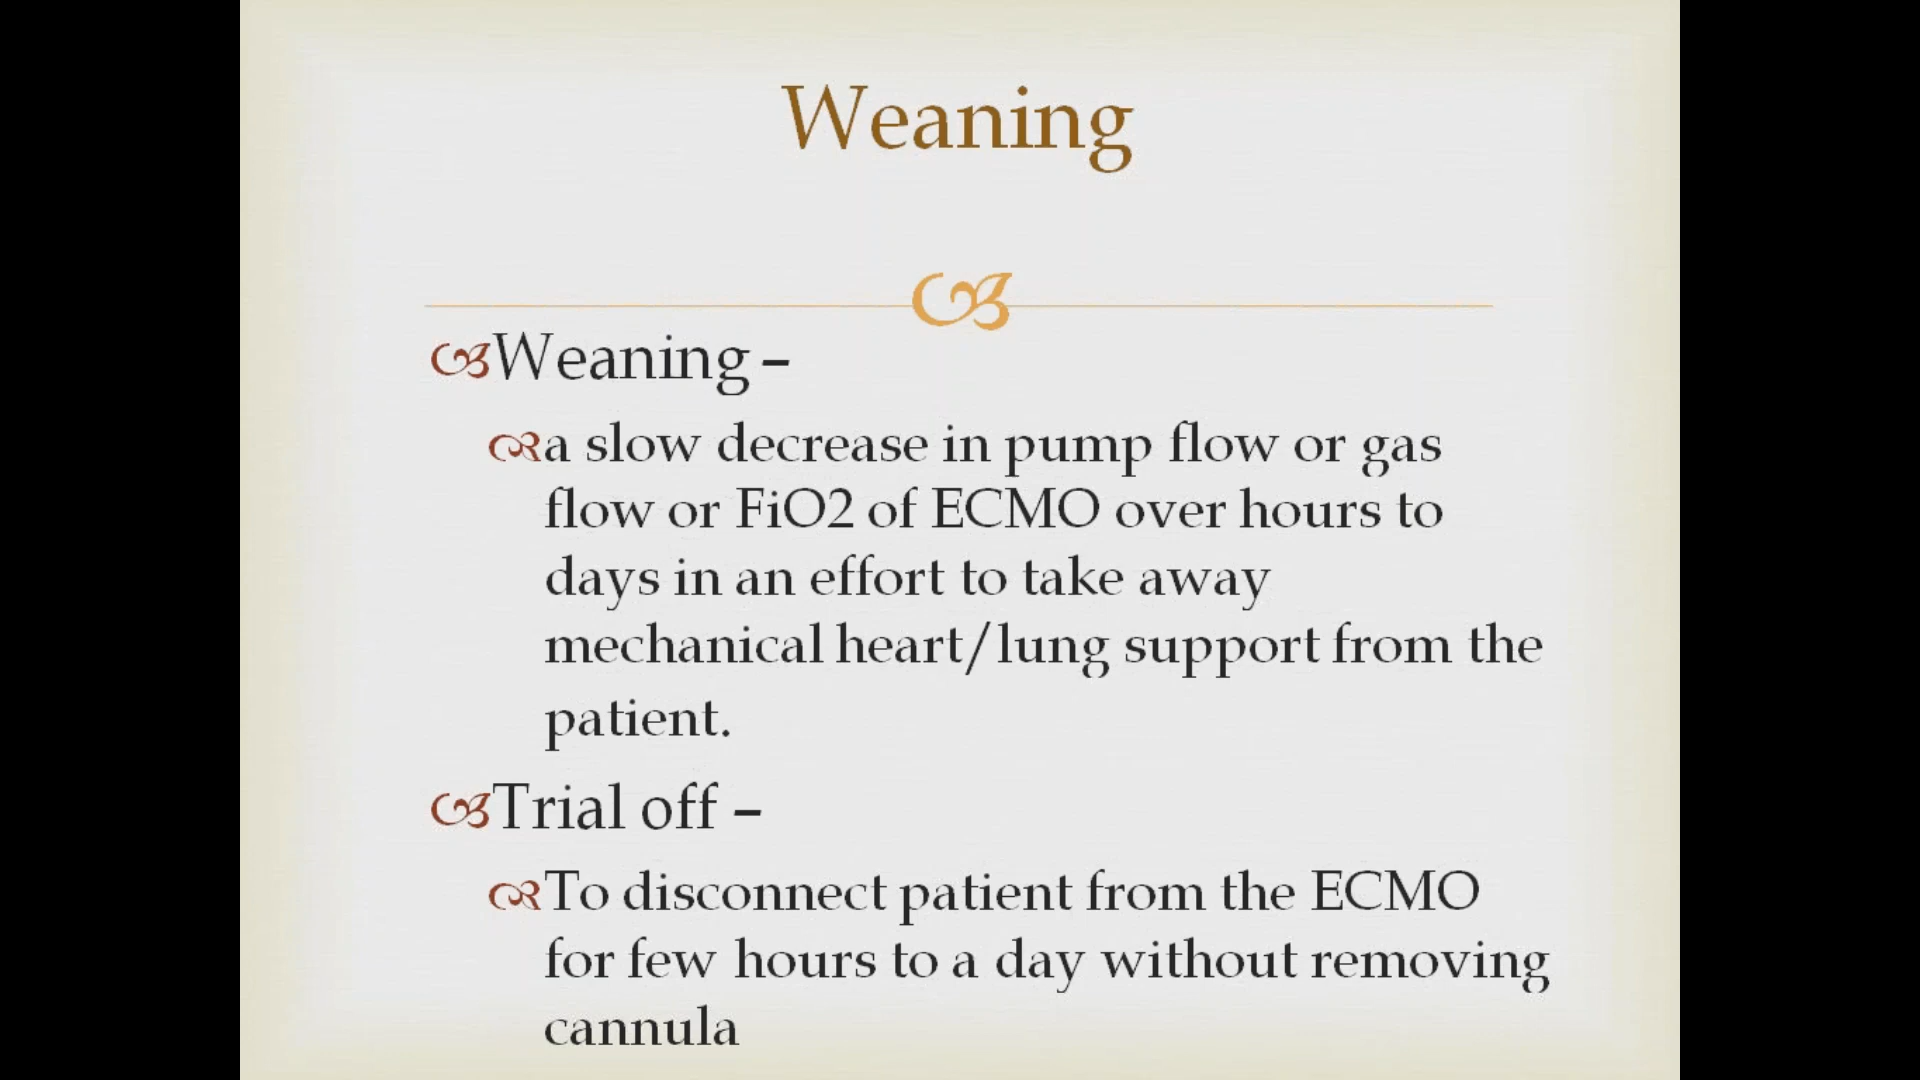 Weaning
Weaning –
a slow decrease in pump flow or gas
flow or FiO2 of ECMO over hours to
days in an effort to take away
mechanical heart/lung support from the
patient.
Trial off –
To disconnect patient from the ECMO
for few hours to a day without removing
cannula